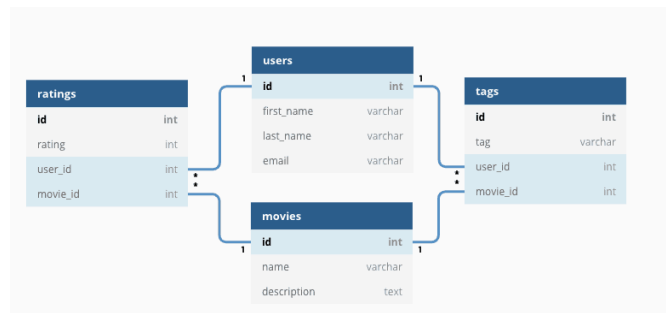 ratings
id int
rating int
user_id int
movie_id int
1
users
1
id int
first_name varchar
last_name varchar
email varchar
*
*
movies
id int
name varchar
description text
1
1
tags
id int
tag varchar
user_id int
movie_id int
*
*